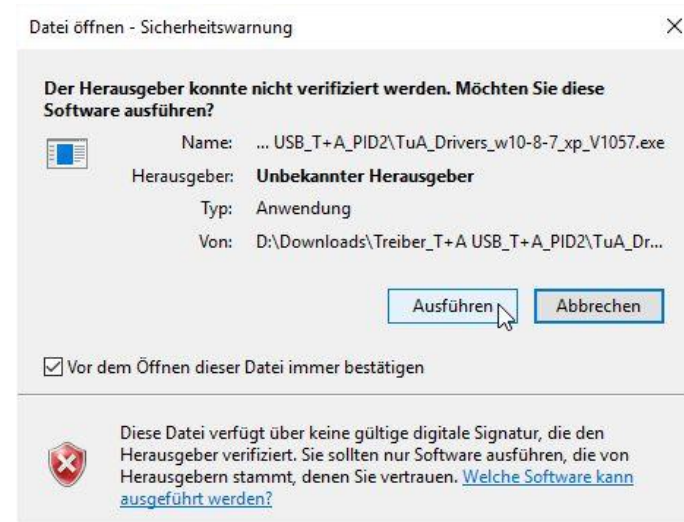 Datei öffnen - Sicherheitswarnung
Der Herausgeber konnte nicht verifiziert werden. Möchten Sie diese
Software ausführen?
Name: ... USB_T+A_PID2\TuA_Drivers_w10-8-7_xp_V1057.exe
Herausgeber: Unbekannter Herausgeber
Typ: Anwendung
Von: D:\Downloads\Treiber_T+A USB_T+A_PID2\TuA_Dr...
Ausführen Abbrechen
Vor dem Öffnen dieser Datei immer bestätigen
Diese Datei verfügt über keine gültige digitale Signatur, die den
Herausgeber verifiziert. Sie sollten nur Software ausführen, die von
Herausgebern stammt, denen Sie vertrauen. Welche Software kann
ausgeführt werden?